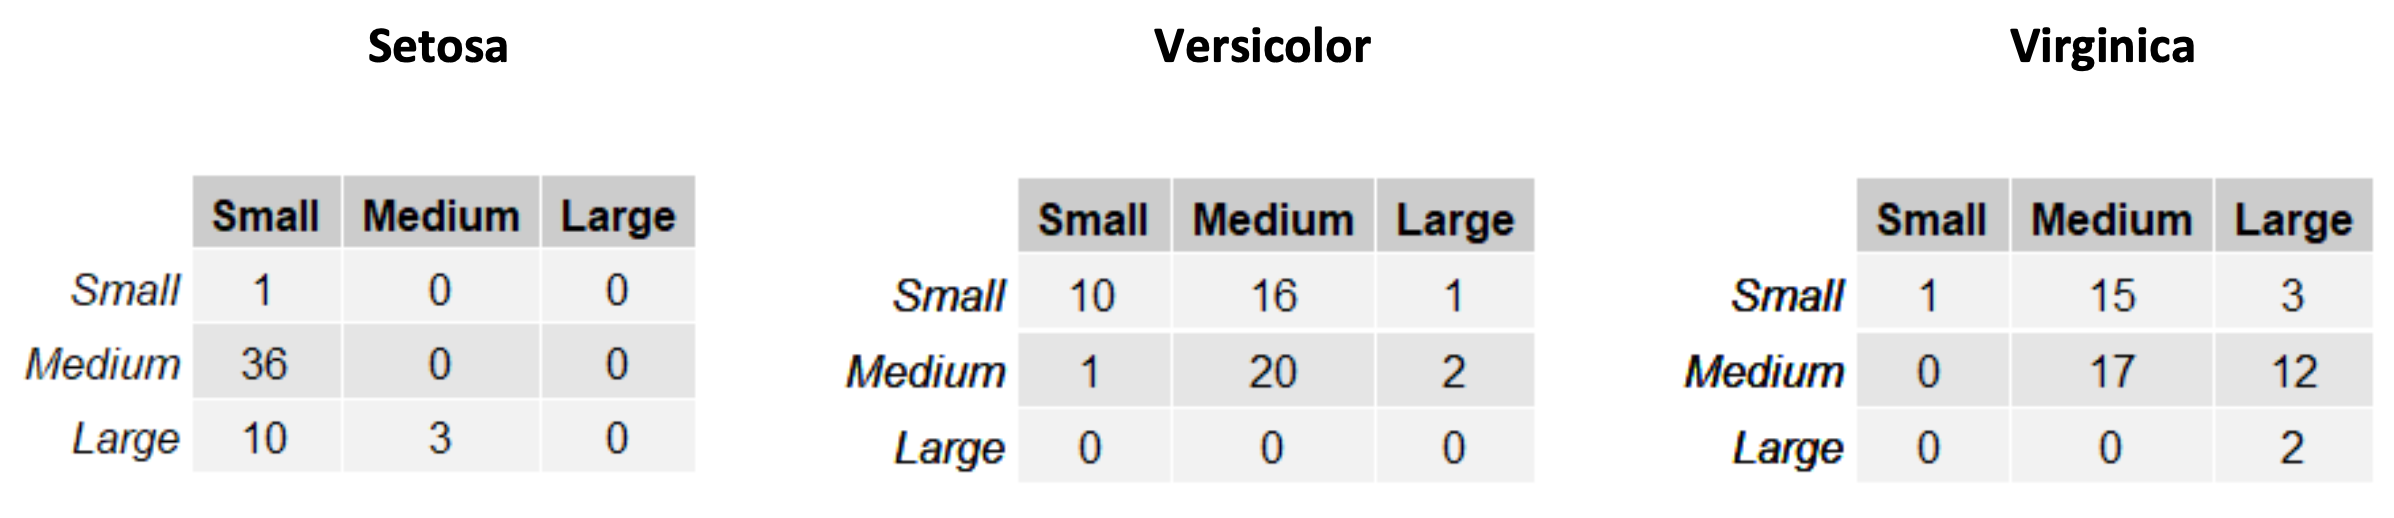 Setosa
Small Medium Large
Small 1 0 0
Medium 36 0 0
Large 10 3 0
Versicolor
Small Medium Large
Small 10 16 1
Medium 1 20 2
Large 0 0 0
Virginica
Small Medium Large
Small 1 15 3
Medium 0 17 12
Large 0 0 2